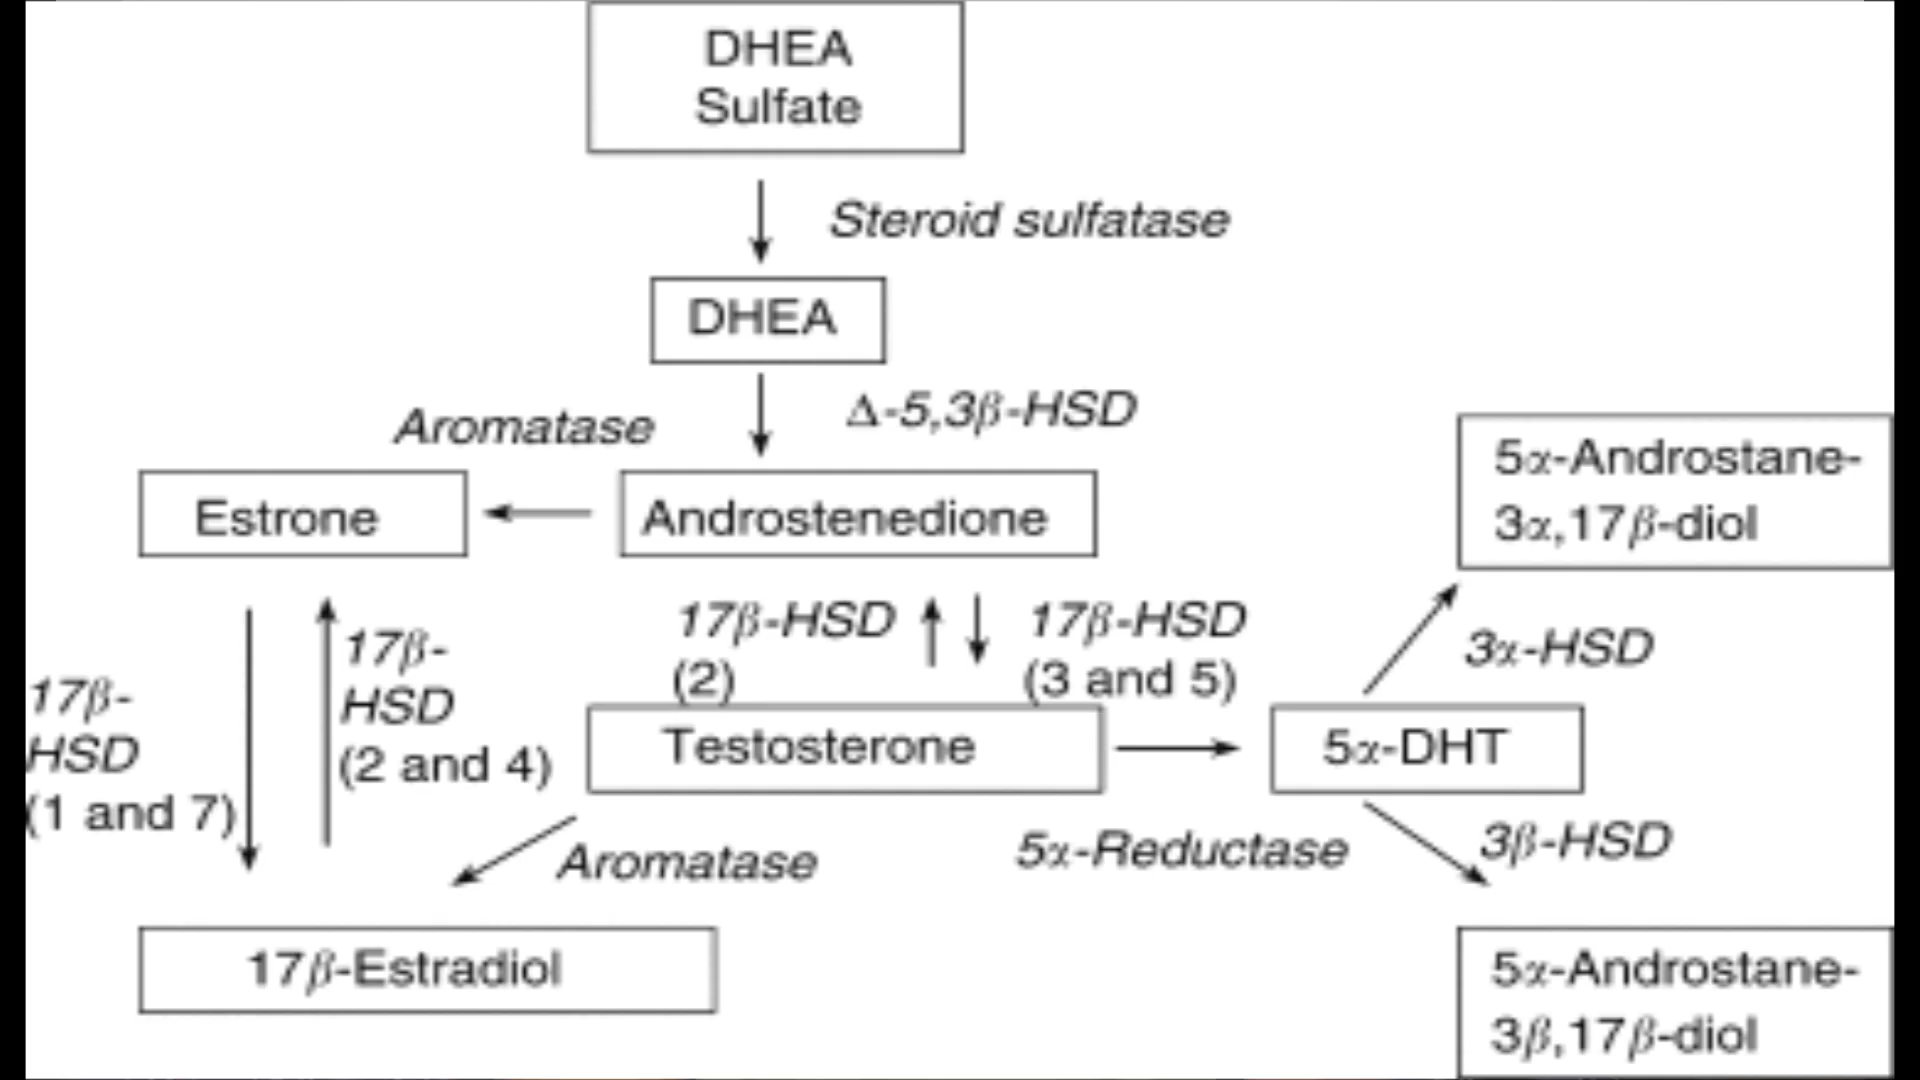 DHEA
Sulfate
Steroid sulfatase
DHEA
Δ-5,3β-HSD
Aromatase
Estrone
Androstenedione
5α-Androstane-
3α,17β-diol
17β-HSD
(2)
17β-HSD
(3 and 5)
17β-
HSD
(2 and 4)
17β-
HSD
(1 and 7)
3α-HSD
Testosterone
5α-DHT
Aromatase
5α-Reductase
3β-HSD
17β-Estradiol
5α-Androstane-
3β,17β-diol